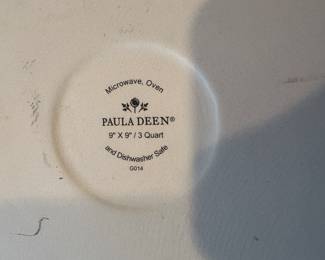 Microwave, Oven
PAULA DEEN®
9" X 9" / 3 Quart
and Dishwasher Safe
G014